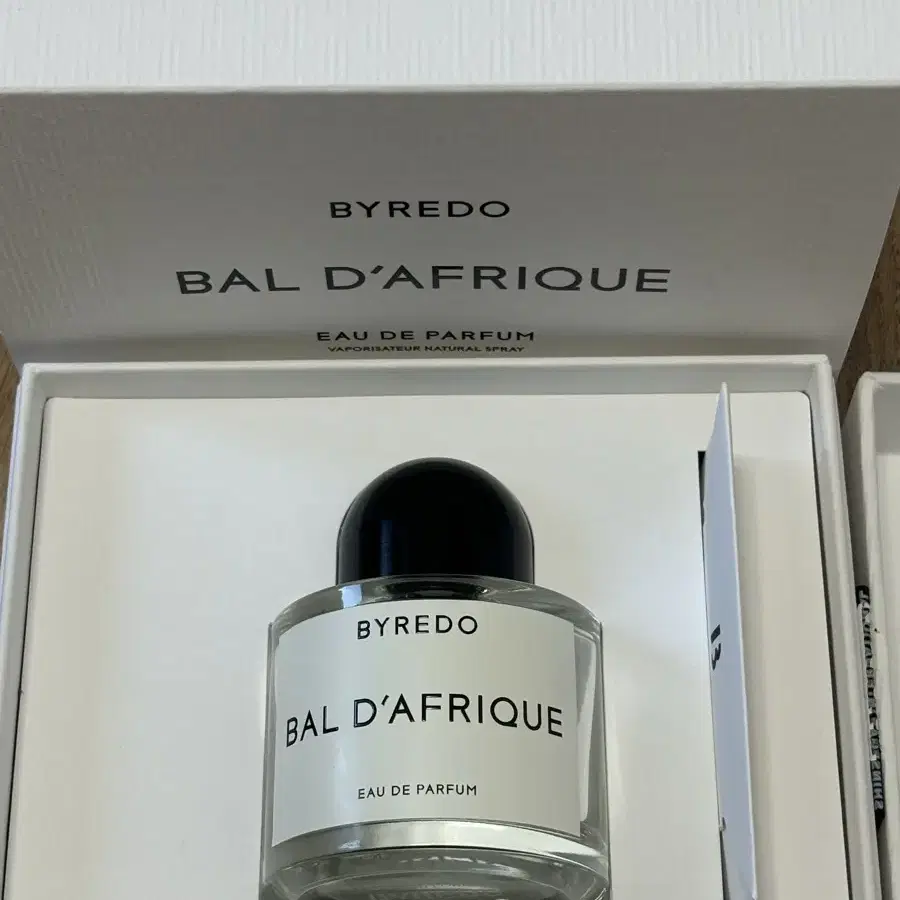 BYREDO
BAL D'AFRIQUE
EAU DE PARFUM
VAPORISATEUR NATURAL SPRAY
BYREDO
BAL D'AFRIQUE
EAU DE PARFUM